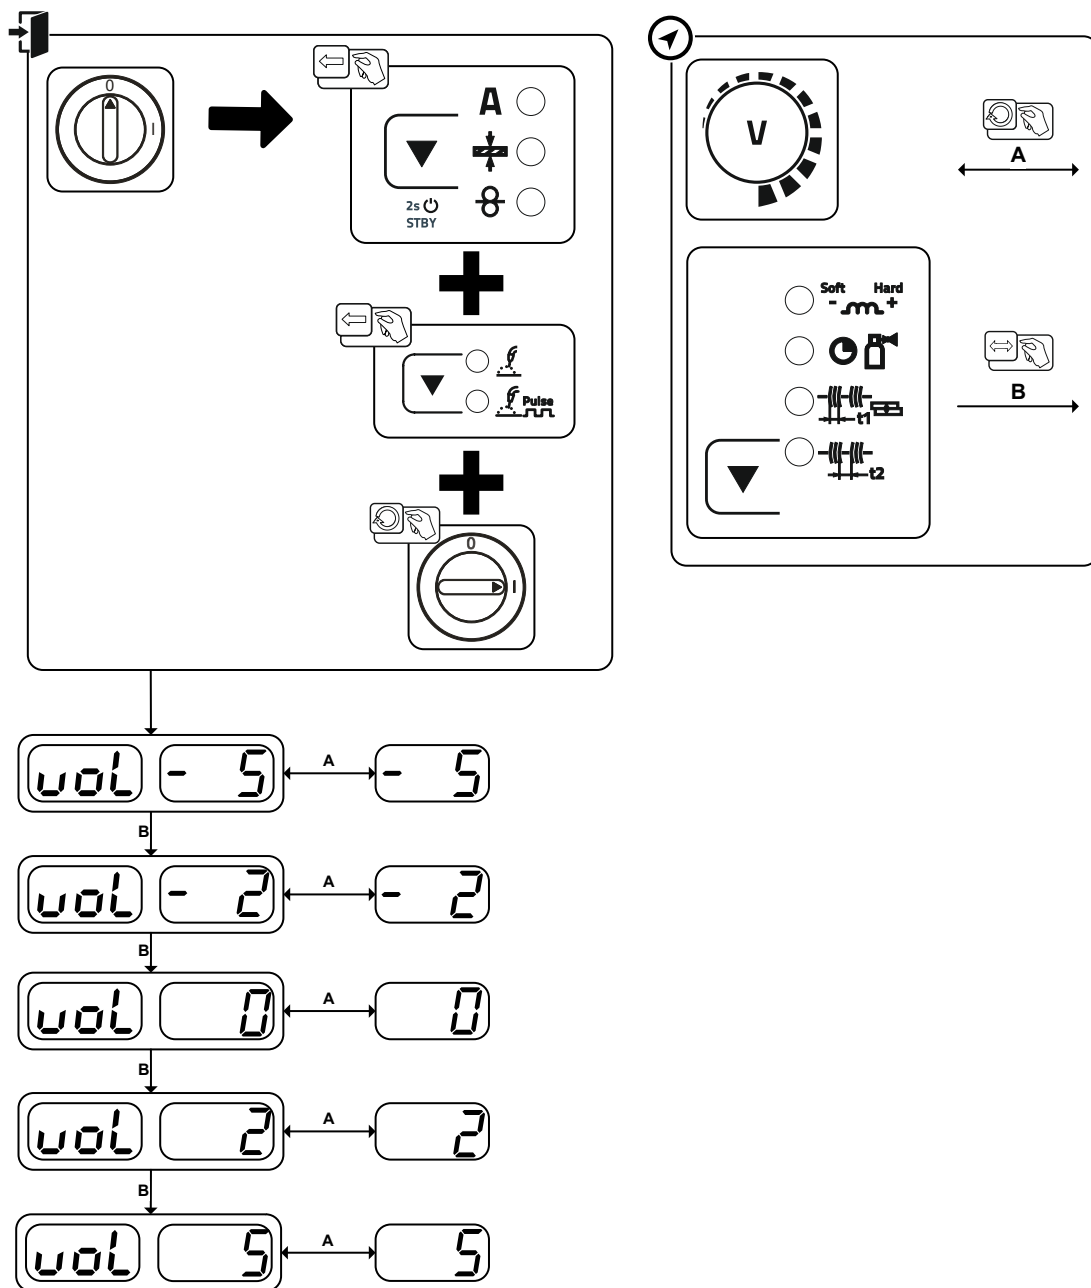 0
I
A
2s
STBY
Pulse
0
I
V
A
Soft Hard
- +
t1
t2
B
voL - 5
A
- 5
B
voL - 2
A
- 2
B
voL 0
A
0
B
voL 2
A
2
B
voL 5
A
5